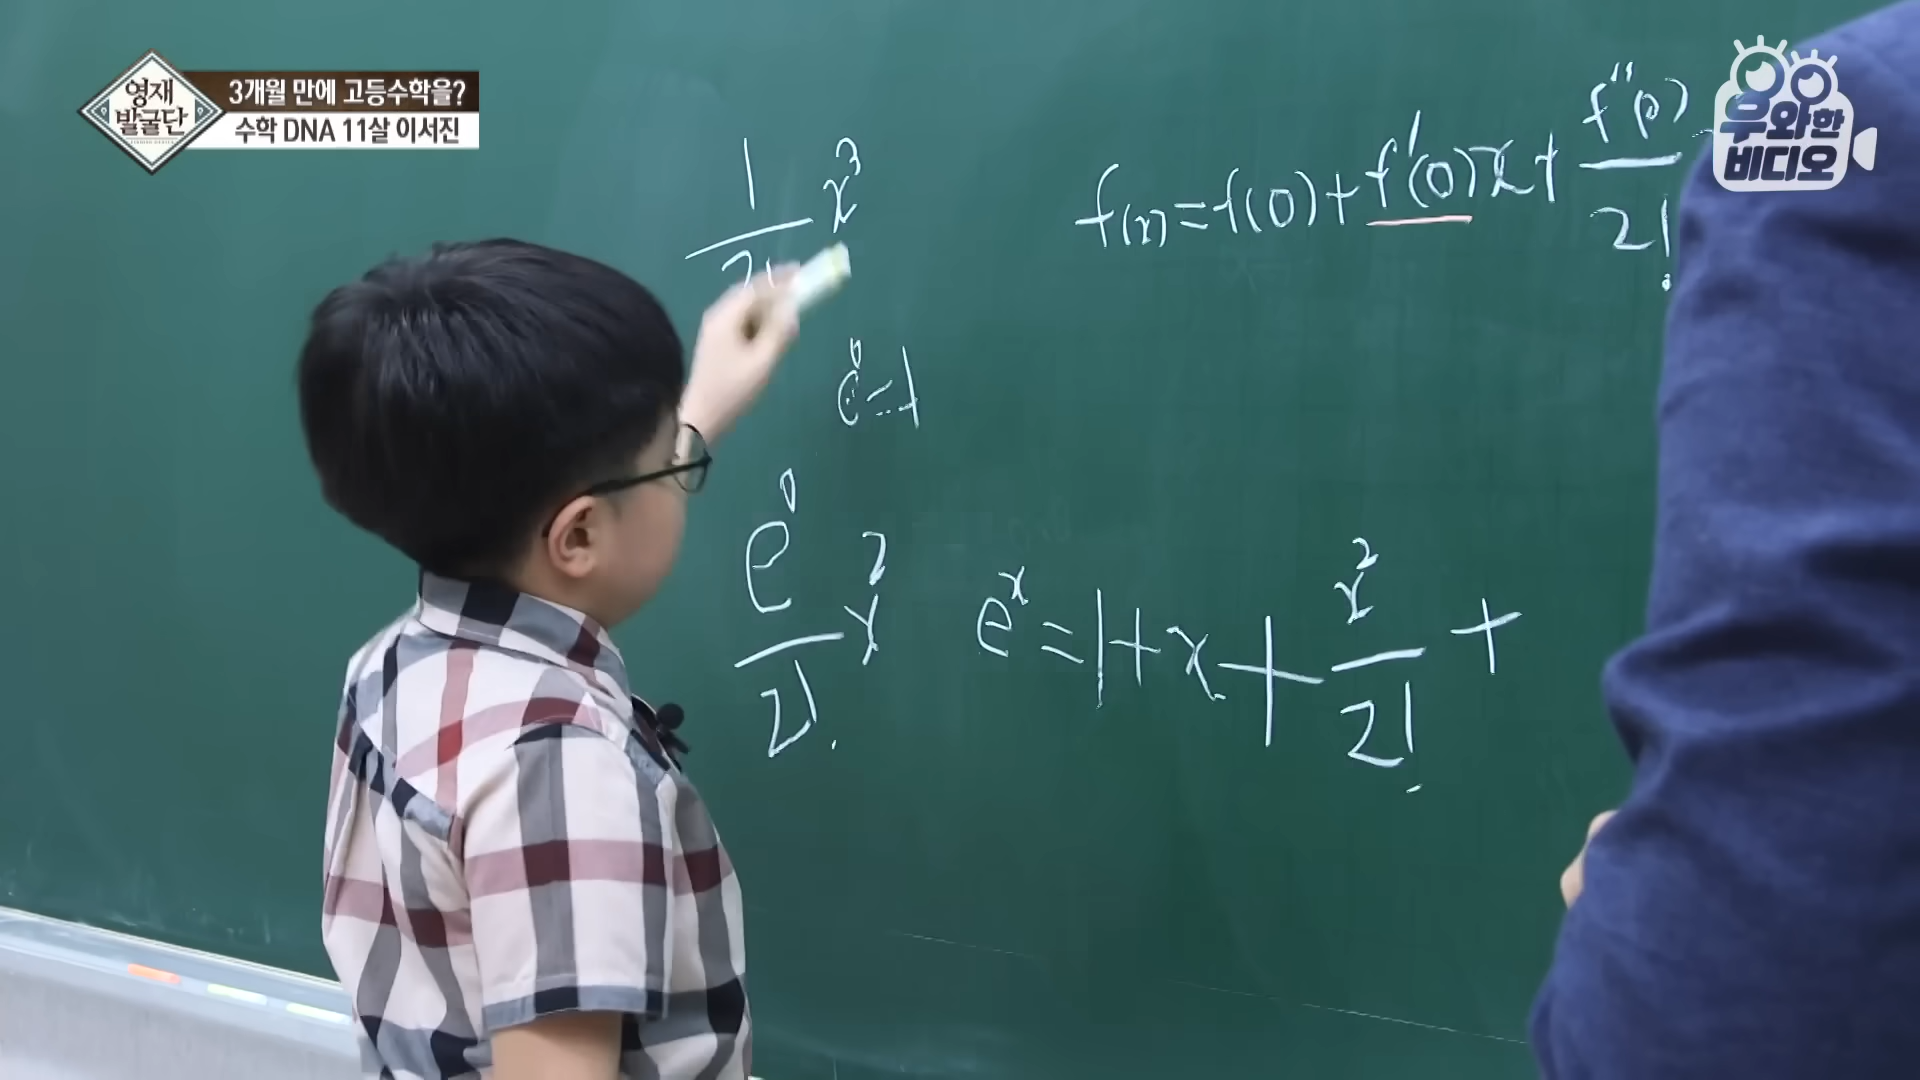 영재
발굴단
3개월 만에 고등수학을?
수학 DNA 11살 이서진
우와한
비디오
f(x)=f(0)+f'(0)x+f''(0)/2!
1/2! x³
e⁰=1
e⁰/2! x²
eˣ=1+x+x²/2!+